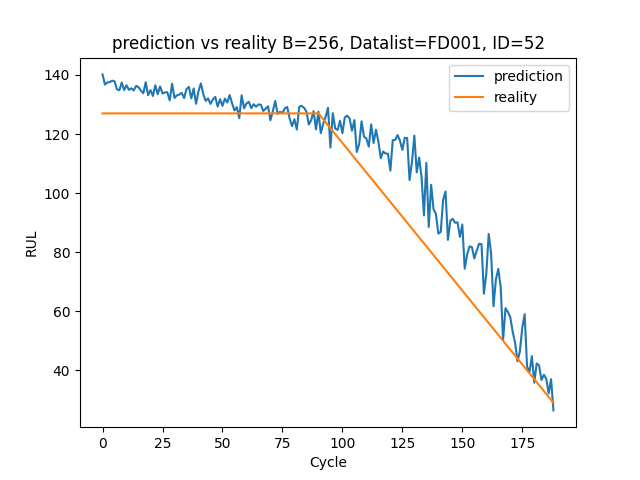 prediction vs reality B=256, Datalist=FD001, ID=52
prediction
reality
RUL
140
120
100
80
60
40
0 25 50 75 100 125 150 175
Cycle